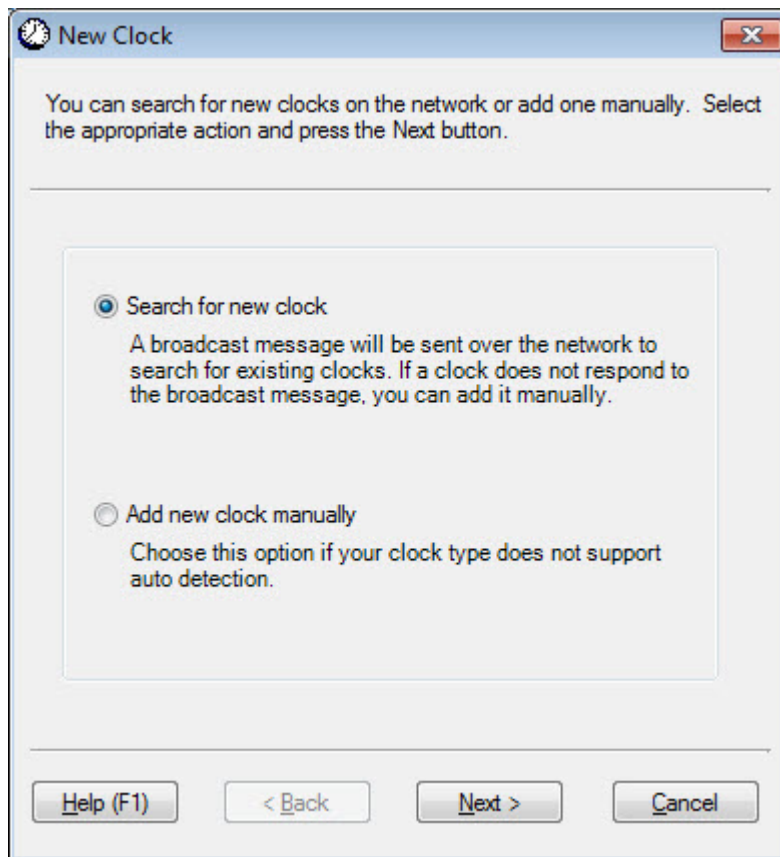 New Clock
You can search for new clocks on the network or add one manually.  Select
the appropriate action and press the Next button.
Search for new clock
A broadcast message will be sent over the network to
search for existing clocks. If a clock does not respond to
the broadcast message, you can add it manually.
Add new clock manually
Choose this option if your clock type does not support
auto detection.
Help (F1)
< Back
Next >
Cancel